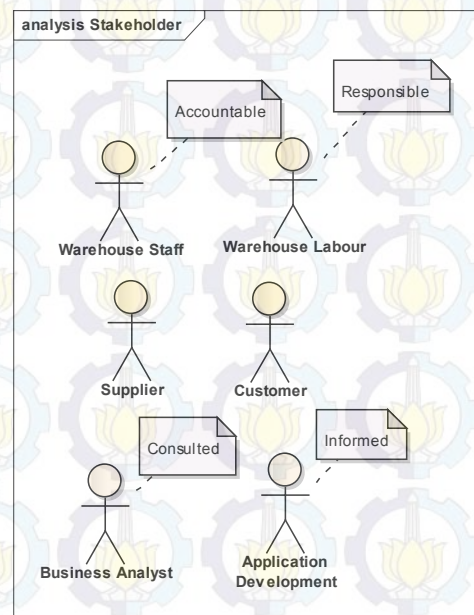 analysis Stakeholder
Accountable
Responsible
Warehouse Staff
Warehouse Labour
Supplier
Customer
Consulted
Informed
Business Analyst
Application
Development